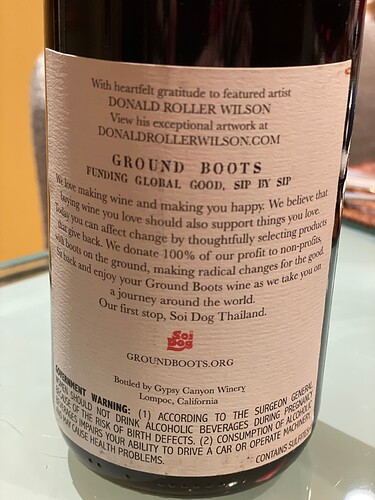 With heartfelt gratitude to featured artist
DONALD ROLLER WILSON
View his exceptional artwork at
DONALDROLLERWILSON.COM
GROUND BOOTS
FUNDING GLOBAL GOOD, SIP BY SIP
We love making wine and making you happy. We believe that
buying wine you love should also support things you love.
Today you can affect change by thoughtfully selecting products
that give back. We donate 100% of our profit to non-profits,
with boots on the ground, making radical changes for the good.
Sit back and enjoy your Ground Boots wine as we take you on
a journey around the world.
Our first stop, Soi Dog Thailand.
Soi
Dog
GROUNDBOOTS.ORG
Bottled by Gypsy Canyon Winery
Lompoc, California
GOVERNMENT WARNING: (1) ACCORDING TO THE SURGEON GENERAL,
WOMEN SHOULD NOT DRINK ALCOHOLIC BEVERAGES DURING PREGNANCY
BECAUSE OF THE RISK OF BIRTH DEFECTS. (2) CONSUMPTION OF ALCOHOLIC
BEVERAGES IMPAIRS YOUR ABILITY TO DRIVE A CAR OR OPERATE MACHINERY,
AND MAY CAUSE HEALTH PROBLEMS.
CONTAINS SULFITES